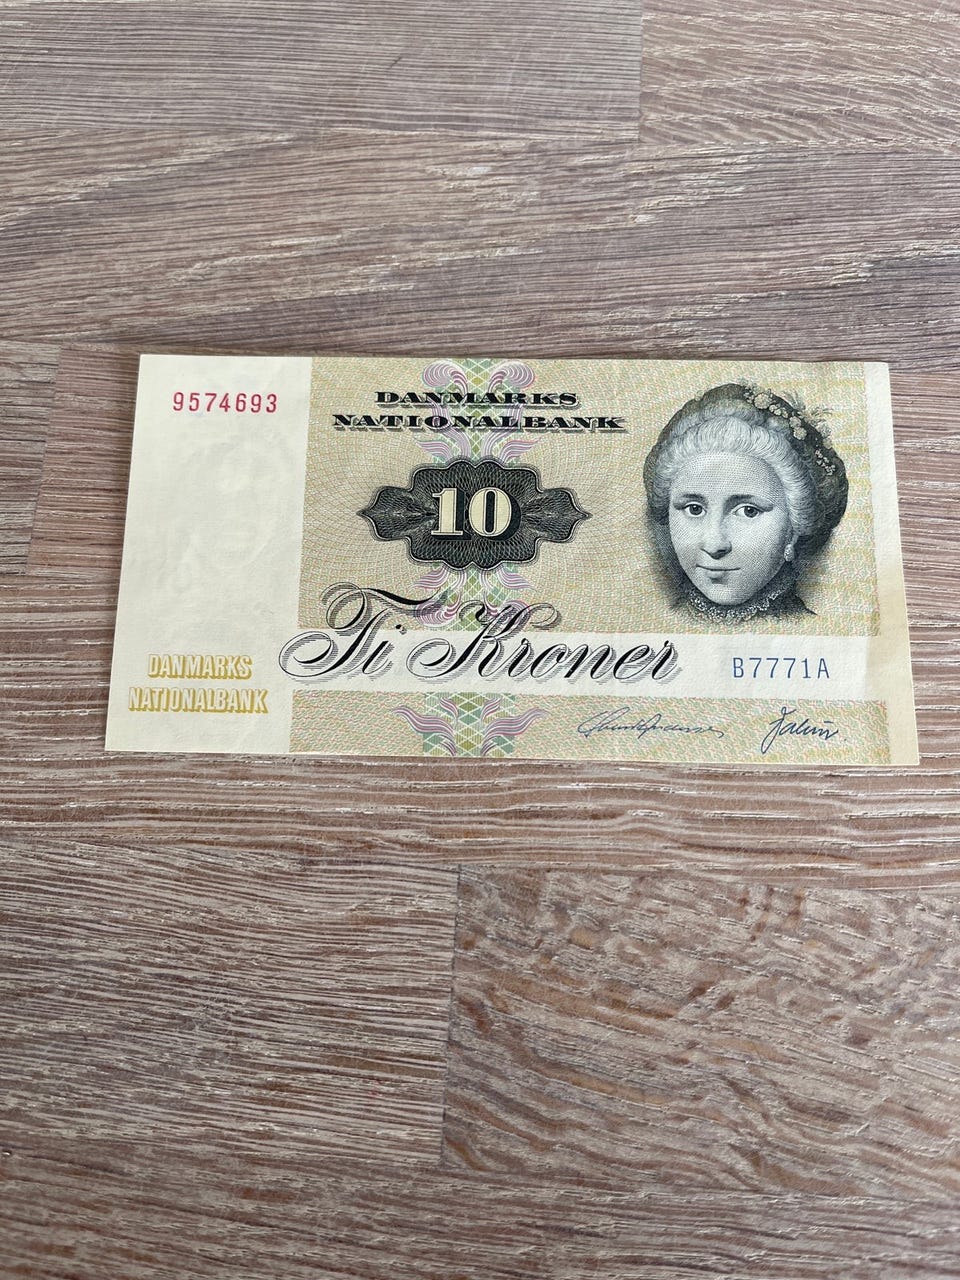 9574693
DANMARKS
NATIONALBANK
10
Ti Kroner
B7771A
DANMARKS
NATIONALBANK